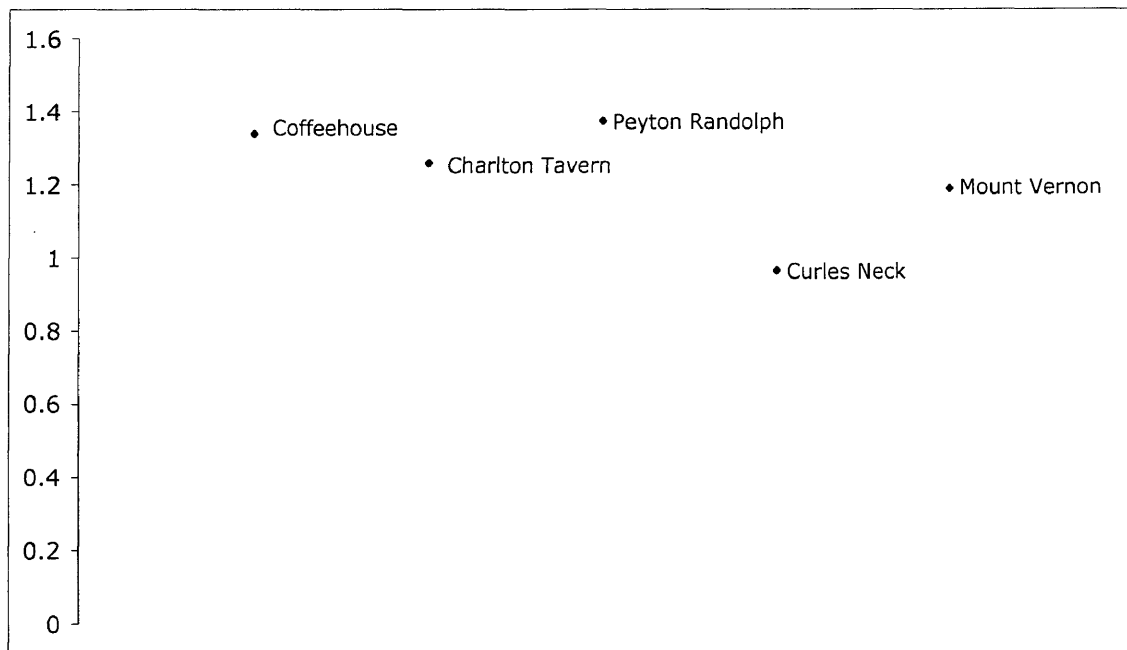 1.6
1.4
Peyton Randolph
Coffeehouse
Charlton Tavern
1.2
Mount Vernon
1
Curles Neck
0.8
0.6
0.4
0.2
0